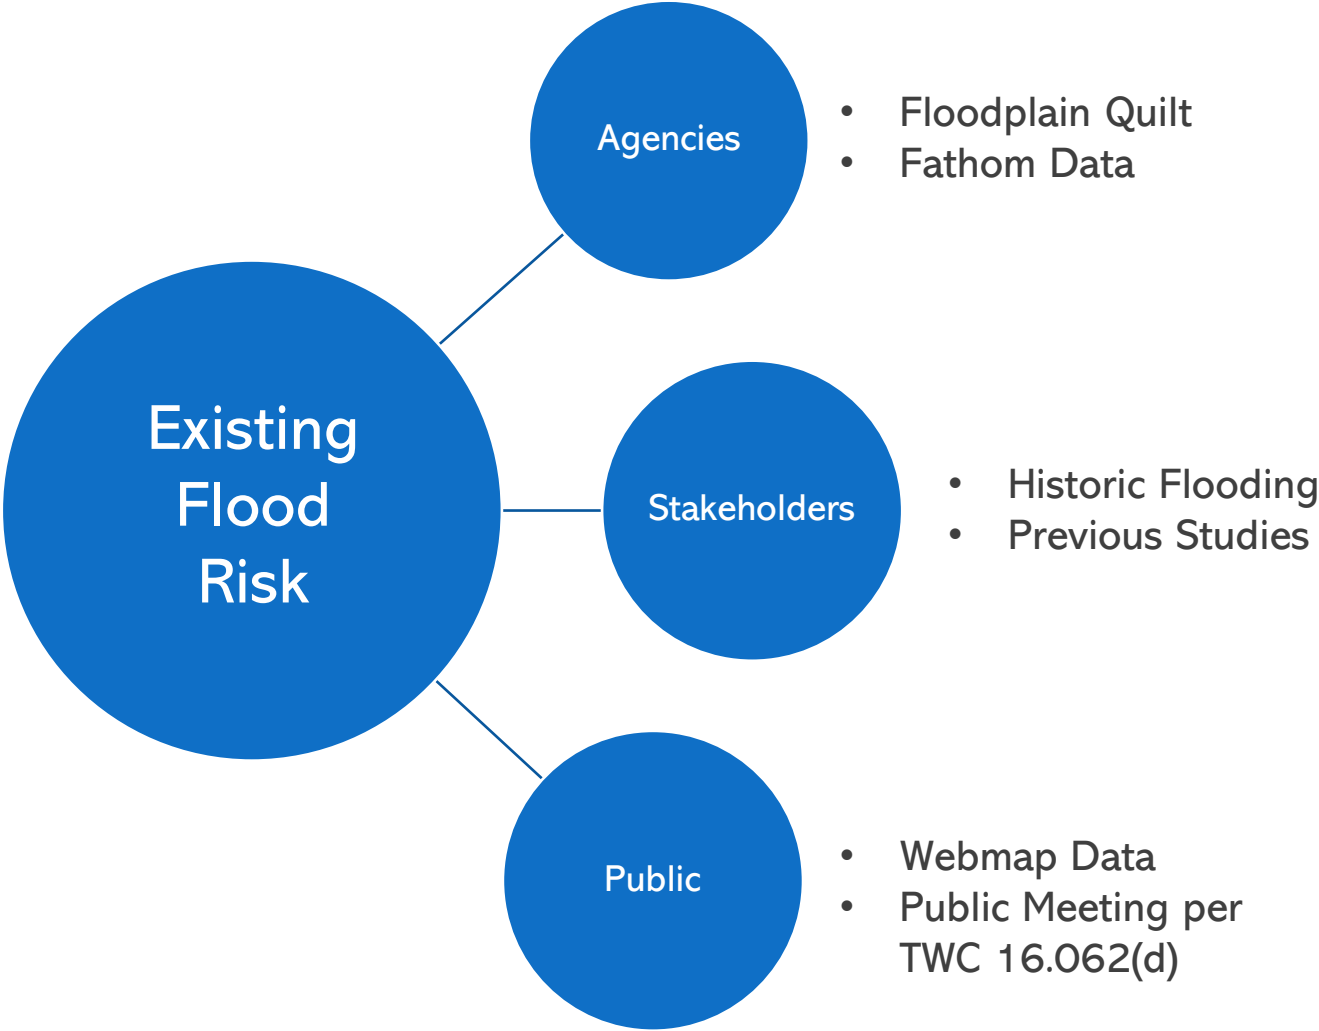 Agencies
• Floodplain Quilt
• Fathom Data
Existing
Flood
Risk
Stakeholders
• Historic Flooding
• Previous Studies
Public
• Webmap Data
• Public Meeting per
TWC 16.062(d)